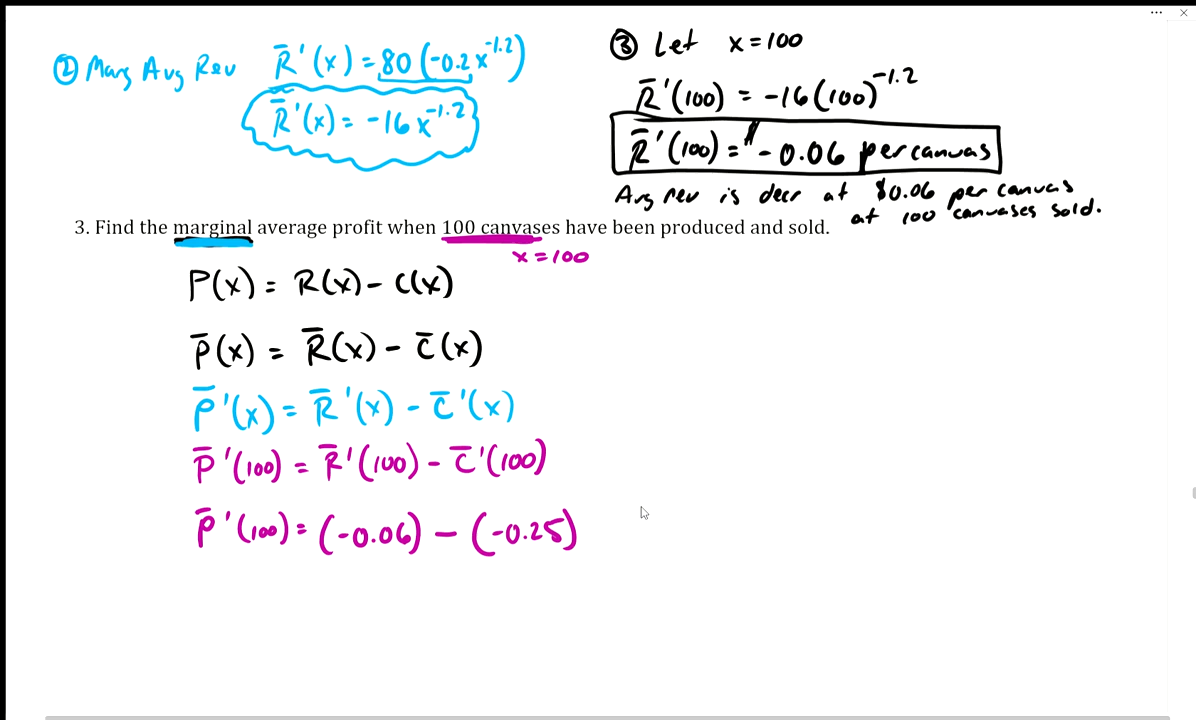 ② Marg Avg Rev R̄'(x) = 80(-0.2x^-1.2)
R̄'(x) = -16x^-1.2
③ Let x = 100
R̄'(100) = -16(100)^-1.2
R̄'(100) = $-0.06 per canvas
Avg rev is decr at $0.06 per canvas
at 100 canvases sold.
3. Find the marginal average profit when 100 canvases have been produced and sold.
x = 100
P(x) = R(x) - C(x)
P̄(x) = R̄(x) - C̄(x)
P̄'(x) = R̄'(x) - C̄'(x)
P̄'(100) = R̄'(100) - C̄'(100)
P̄'(100) = (-0.06) - (-0.25)